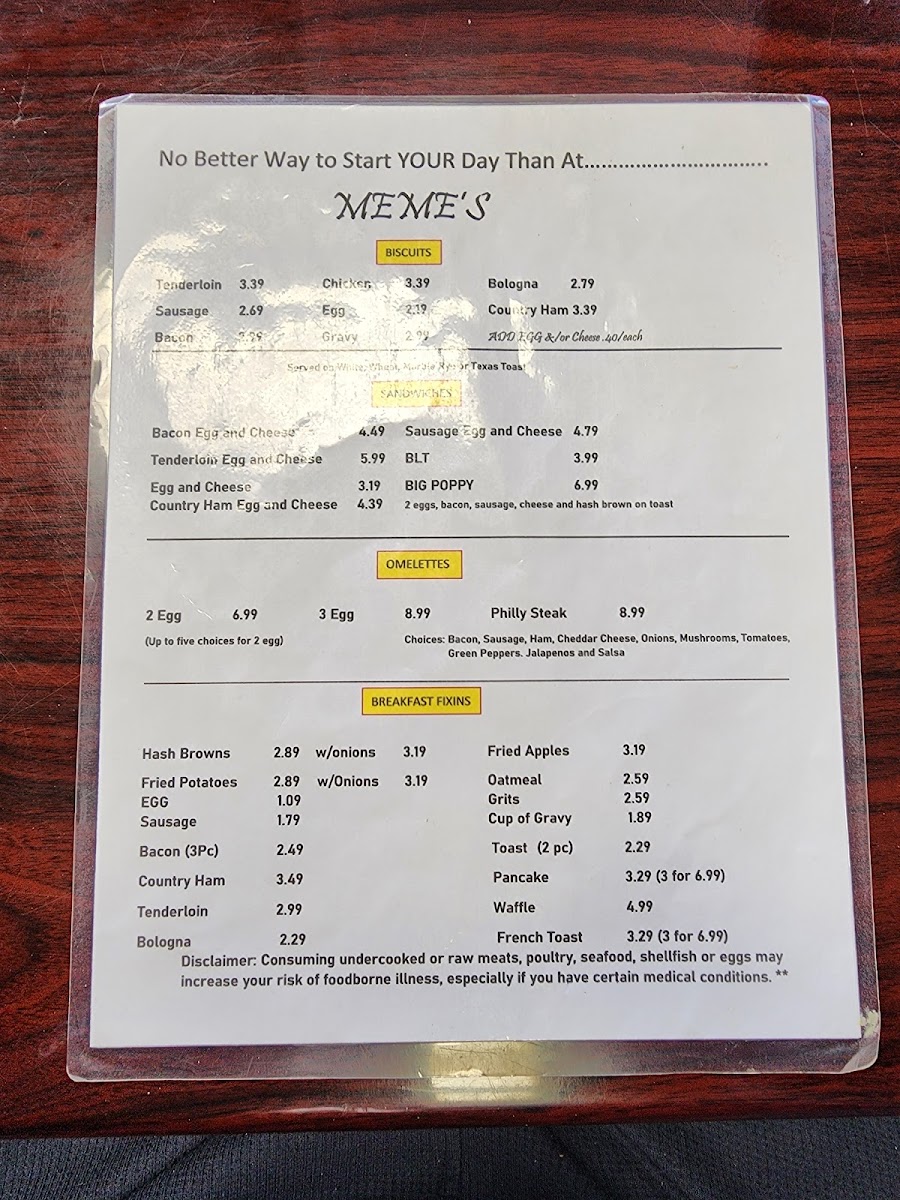 No Better Way to Start YOUR Day Than At................................
MEME'S
BISCUITS
Tenderloin 3.39 Chicken 3.39 Bologna 2.79
Sausage 2.69 Egg 2.19 Country Ham 3.39
Bacon Gravy 2.99 ADD EGG &/or Cheese .40/each
Served on White, Wheat, Marble Rye or Texas Toast
SANDWICHES
Bacon Egg and Cheese 4.49 Sausage Egg and Cheese 4.79
Tenderloin Egg and Cheese 5.99 BLT 3.99
Egg and Cheese 3.19 BIG POPPY 6.99
Country Ham Egg and Cheese 4.39 2 eggs, bacon, sausage, cheese and hash brown on toast
OMELETTES
2 Egg 6.99 3 Egg 8.99 Philly Steak 8.99
(Up to five choices for 2 egg) Choices: Bacon, Sausage, Ham, Cheddar Cheese, Onions, Mushrooms, Tomatoes,
Green Peppers. Jalapenos and Salsa
BREAKFAST FIXINS
Hash Browns 2.89 w/onions 3.19 Fried Apples 3.19
Fried Potatoes 2.89 w/Onions 3.19 Oatmeal 2.59
EGG 1.09 Grits 2.59
Sausage 1.79 Cup of Gravy 1.89
Bacon (3Pc) 2.49 Toast (2 pc) 2.29
Country Ham 3.49 Pancake 3.29 (3 for 6.99)
Tenderloin 2.99 Waffle 4.99
Bologna 2.29 French Toast 3.29 (3 for 6.99)
Disclaimer: Consuming undercooked or raw meats, poultry, seafood, shellfish or eggs may
increase your risk of foodborne illness, especially if you have certain medical conditions. **